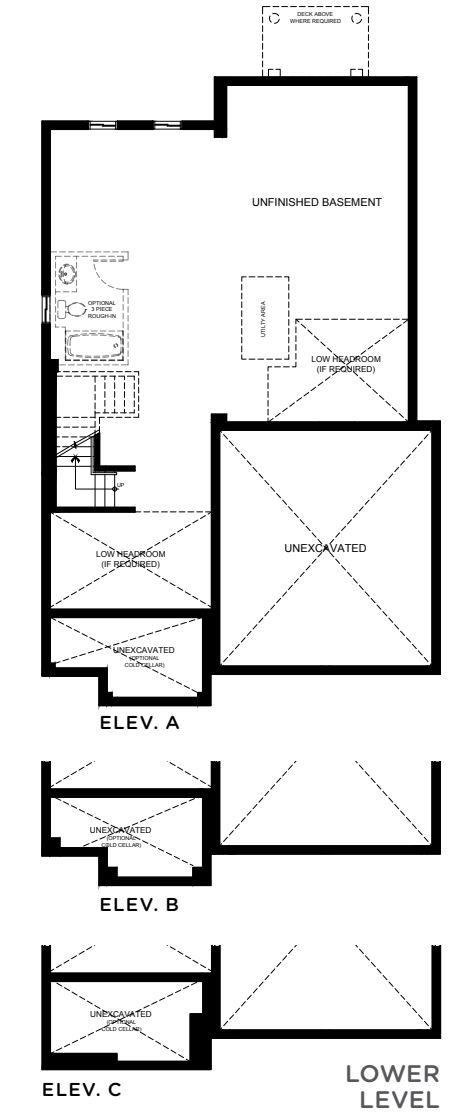 DECK ABOVE
WHERE REQUIRED
UNFINISHED BASEMENT
OPTIONAL
3 PIECE
ROUGH-IN
UTILTY AREA
LOW HEADROOM
(IF REQUIRED)
UP
UNEXCAVATED
LOW HEADROOM
(IF REQUIRED)
UNEXCAVATED
(OPTIONAL
COLD CELLAR)
ELEV. A
UNEXCAVATED
(OPTIONAL
COLD CELLAR)
ELEV. B
UNEXCAVATED
(OPTIONAL
COLD CELLAR)
ELEV. C
LOWER
LEVEL